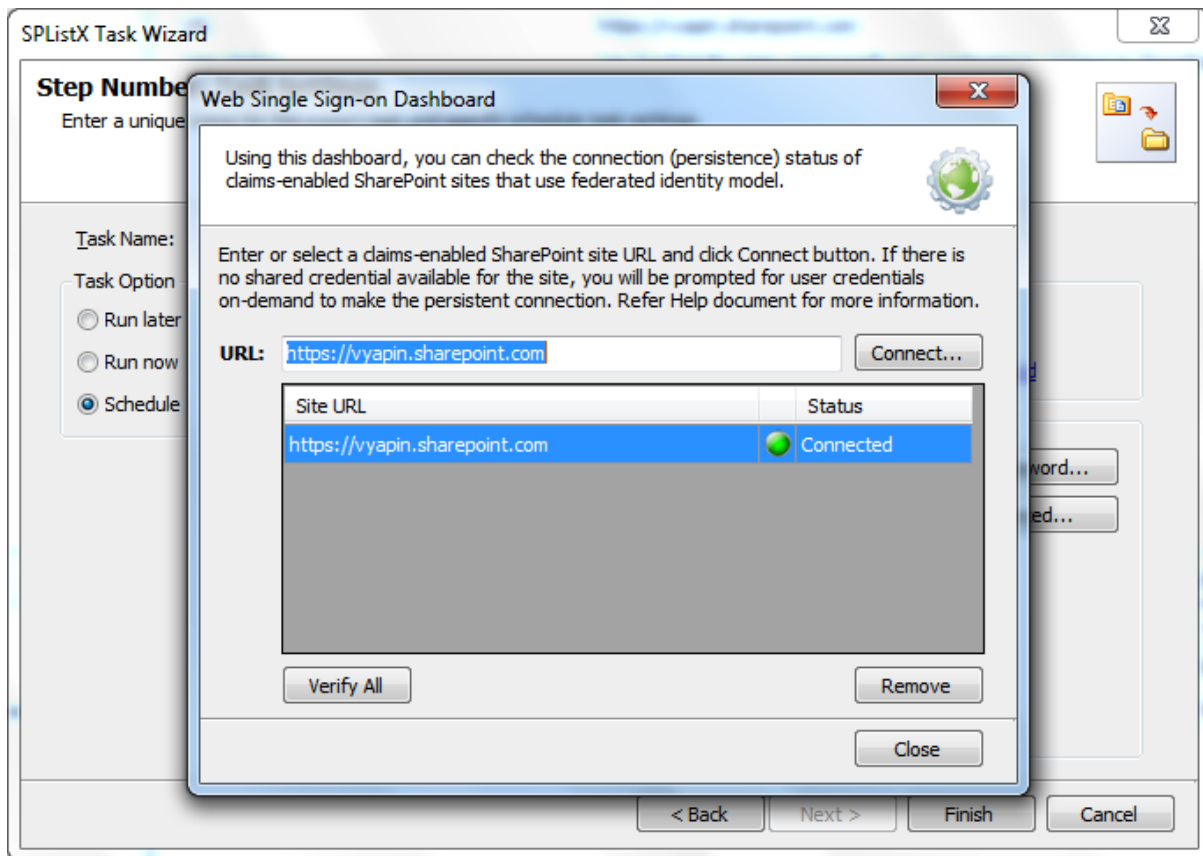 SPListX Task Wizard
Step Numbe
Enter a unique
Web Single Sign-on Dashboard
Using this dashboard, you can check the connection (persistence) status of
claims-enabled SharePoint sites that use federated identity model.
Task Name:
Task Option
Run later
Run now
Schedule
Enter or select a claims-enabled SharePoint site URL and click Connect button. If there is
no shared credential available for the site, you will be prompted for user credentials
on-demand to make the persistent connection. Refer Help document for more information.
URL: https://vyapin.sharepoint.com Connect...
Site URL Status
https://vyapin.sharepoint.com Connected
word...
ed...
Verify All Remove
Close
< Back Next > Finish Cancel